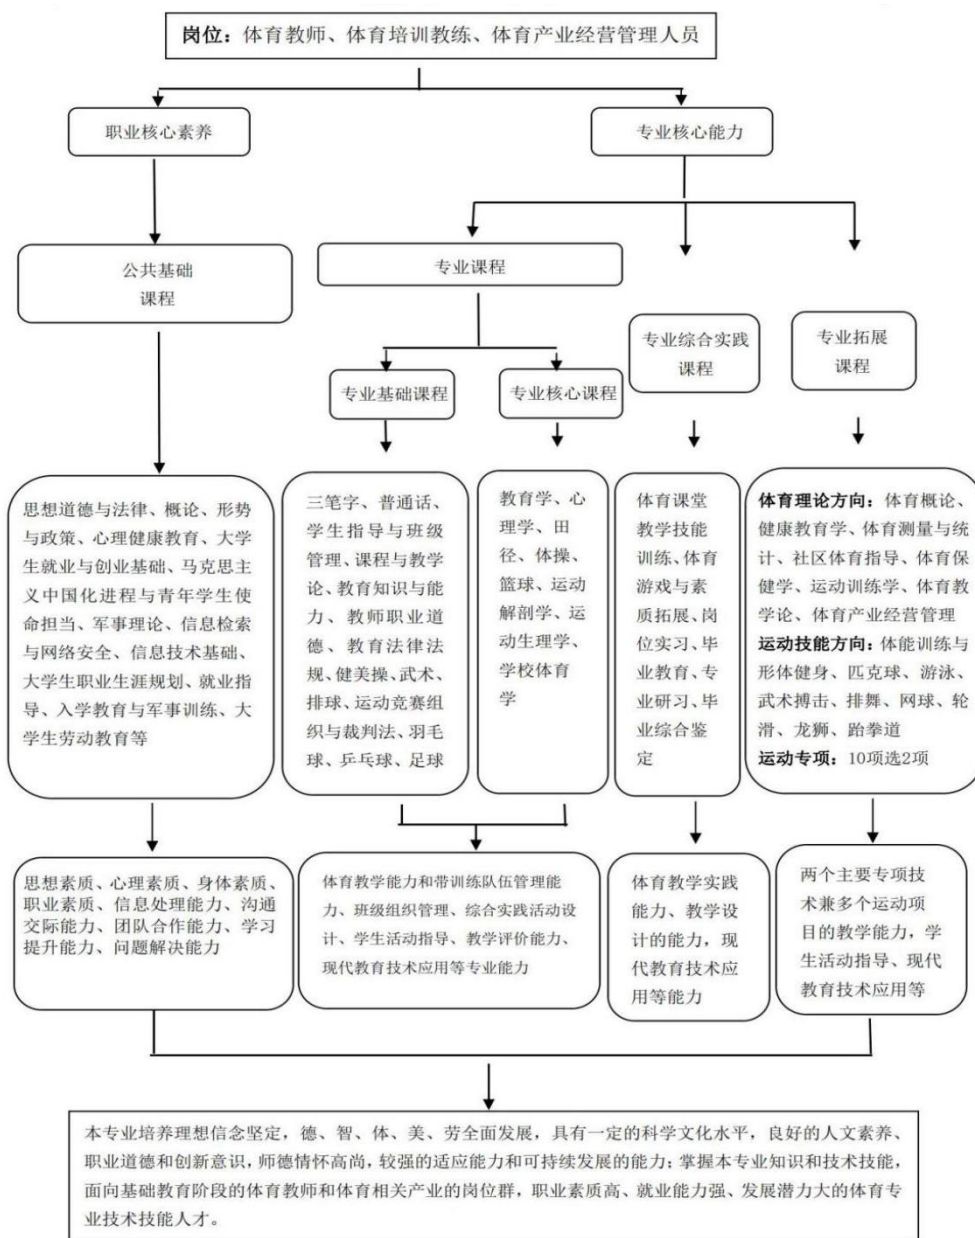 岗位：体育教师、体育培训教练、体育产业经营管理人员
职业核心素养
专业核心能力
公共基础
课程
专业课程
专业综合实践
课程
专业拓展
课程
专业基础课程
专业核心课程
思想道德与法律、概论、形势
与政策、心理健康教育、大学
生就业与创业基础、马克思主
义中国化进程与青年学生使
命担当、军事理论、信息检索
与网络安全、信息技术基础、
大学生职业生涯规划、就业指
导、入学教育与军事训练、大
学生劳动教育等
三笔字、普通话、
学生指导与班级
管理、课程与教学
论、教育知识与能
力、教师职业道
德、教育法律法
规、健美操、武术、
排球、运动竞赛组
织与裁判法、羽毛
球、乒乓球、足球
教育学、心
理学、田
径、体操、
篮球、运动
解剖学、运
动生理学、
学校体育
学
体育课堂
教学技能
训练、体育
游戏与素
质拓展、岗
位实习、毕
业教育、专
业研习、毕
业综合鉴
定
体育理论方向：体育概论、
健康教育学、体育测量与统
计、社区体育指导、体育保
健学、运动训练学、体育教
学论、体育产业经营管理
运动技能方向：体能训练与
形体健身、匹克球、游泳、
武术搏击、排舞、网球、轮
滑、龙狮、跆拳道
运动专项：10项选2项
思想素质、心理素质、身体素质、
职业素质、信息处理能力、沟通
交际能力、团队合作能力、学习
提升能力、问题解决能力
体育教学能力和带训练队伍管理能
力、班级组织管理、综合实践活动设
计、学生活动指导、教学评价能力、
现代教育技术应用等专业能力
体育教学实践
能力、教学设
计的能力，现
代教育技术应
用等能力
两个主要专项技
术兼多个运动项
目的教学能力，学
生活动指导、现代
教育技术应用等
本专业培养理想信念坚定，德、智、体、美、劳全面发展，具有一定的科学文化水平，良好的人文素养、
职业道德和创新意识，师德情怀高尚，较强的适应能力和可持续发展的能力；掌握本专业知识和技术技能，
面向基础教育阶段的体育教师和体育相关产业的岗位群，职业素质高、就业能力强、发展潜力大的体育专
业技术技能人才。